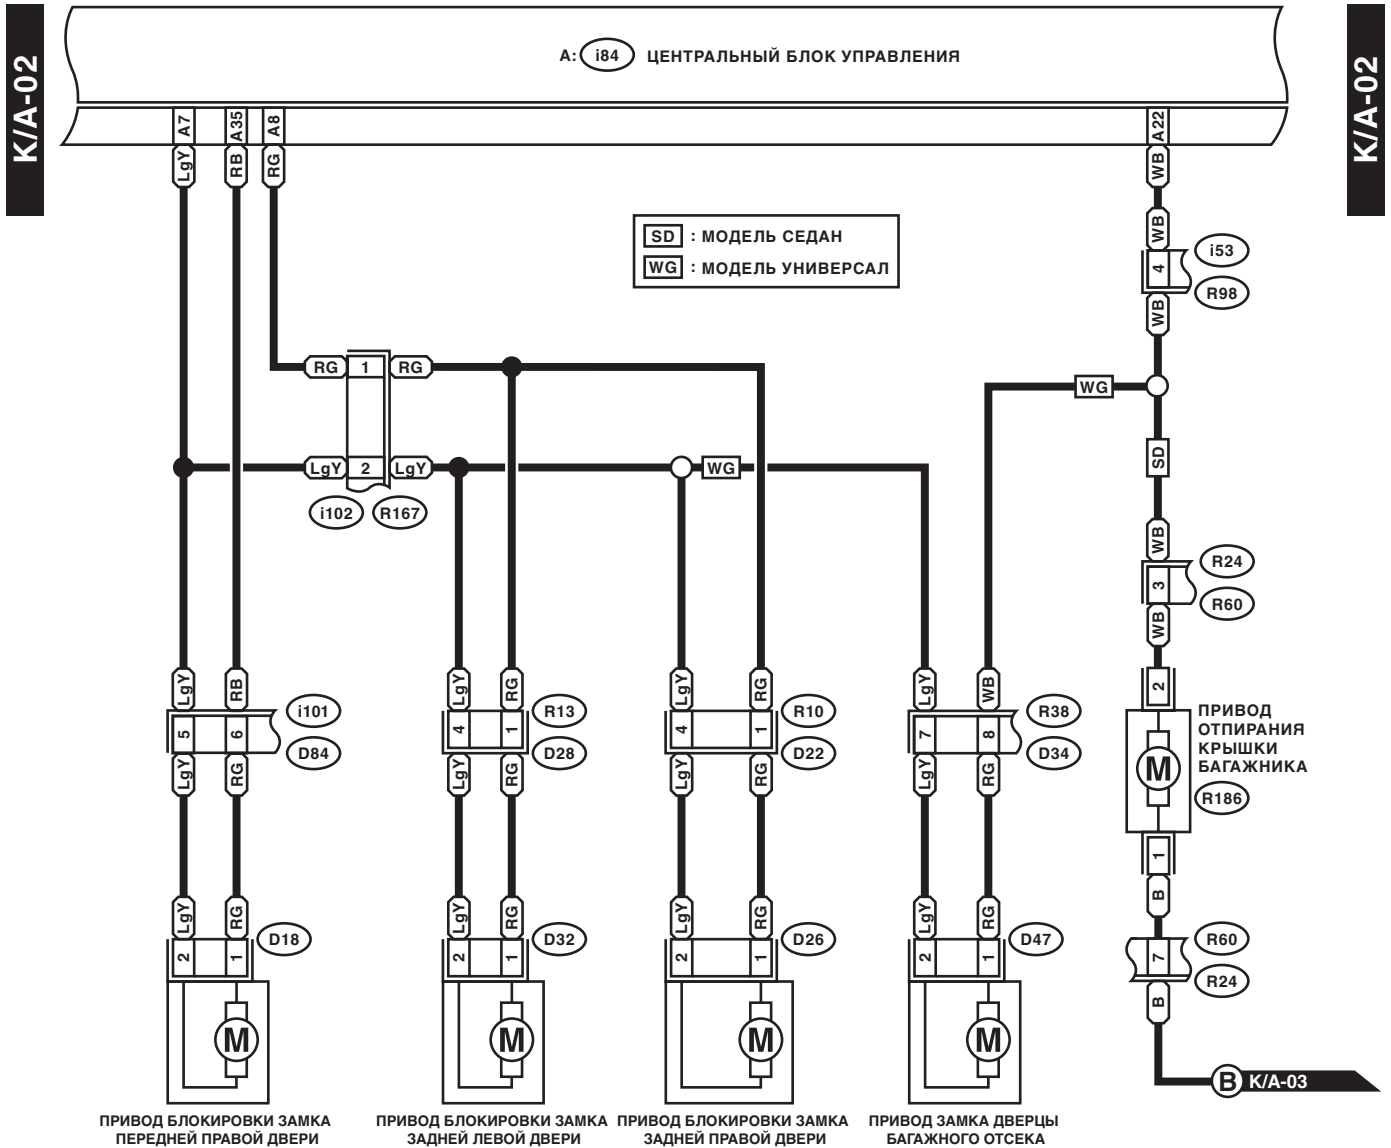 K/A-02
K/A-02
A: i84 ЦЕНТРАЛЬНЫЙ БЛОК УПРАВЛЕНИЯ
A7 A35 A8 A22
LgY RB RG WB
SD : МОДЕЛЬ СЕДАН
WG : МОДЕЛЬ УНИВЕРСАЛ
WB
4 i53
R98
WB
RG 1 RG
WG
LgY 2 LgY WG
SD
i102 R167
WB
3 R24
R60
WB
LgY RB LgY RG LgY RG LgY WB
5 6 i101 4 1 R13 4 1 R10 7 8 R38
D84 D28 D22 D34
LgY RG LgY RG LgY RG LgY RG
2
ПРИВОД
ОТПИРАНИЯ
КРЫШКИ
БАГАЖНИКА
M
R186
1
B
LgY RG LgY RG LgY RG LgY RG
2 1 D18 2 1 D32 2 1 D26 2 1 D47
7 R60
R24
B
M M M M
B K/A-03
ПРИВОД БЛОКИРОВКИ ЗАМКА
ПЕРЕДНЕЙ ПРАВОЙ ДВЕРИ
ПРИВОД БЛОКИРОВКИ ЗАМКА
ЗАДНЕЙ ЛЕВОЙ ДВЕРИ
ПРИВОД БЛОКИРОВКИ ЗАМКА
ЗАДНЕЙ ПРАВОЙ ДВЕРИ
ПРИВОД ЗАМКА ДВЕРЦЫ
БАГАЖНОГО ОТСЕКА